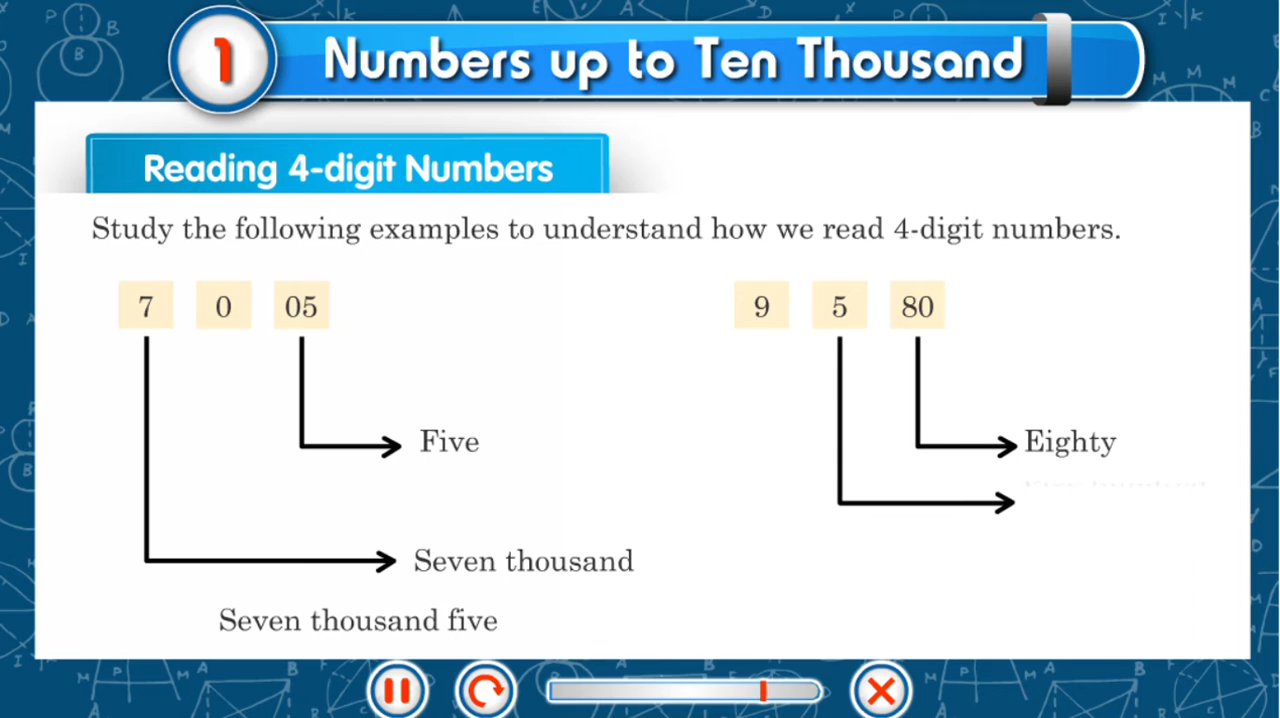 1 Numbers up to Ten Thousand
Reading 4-digit Numbers
Study the following examples to understand how we read 4-digit numbers.
7 0 05
Five
Seven thousand
Seven thousand five
9 5 80
Eighty